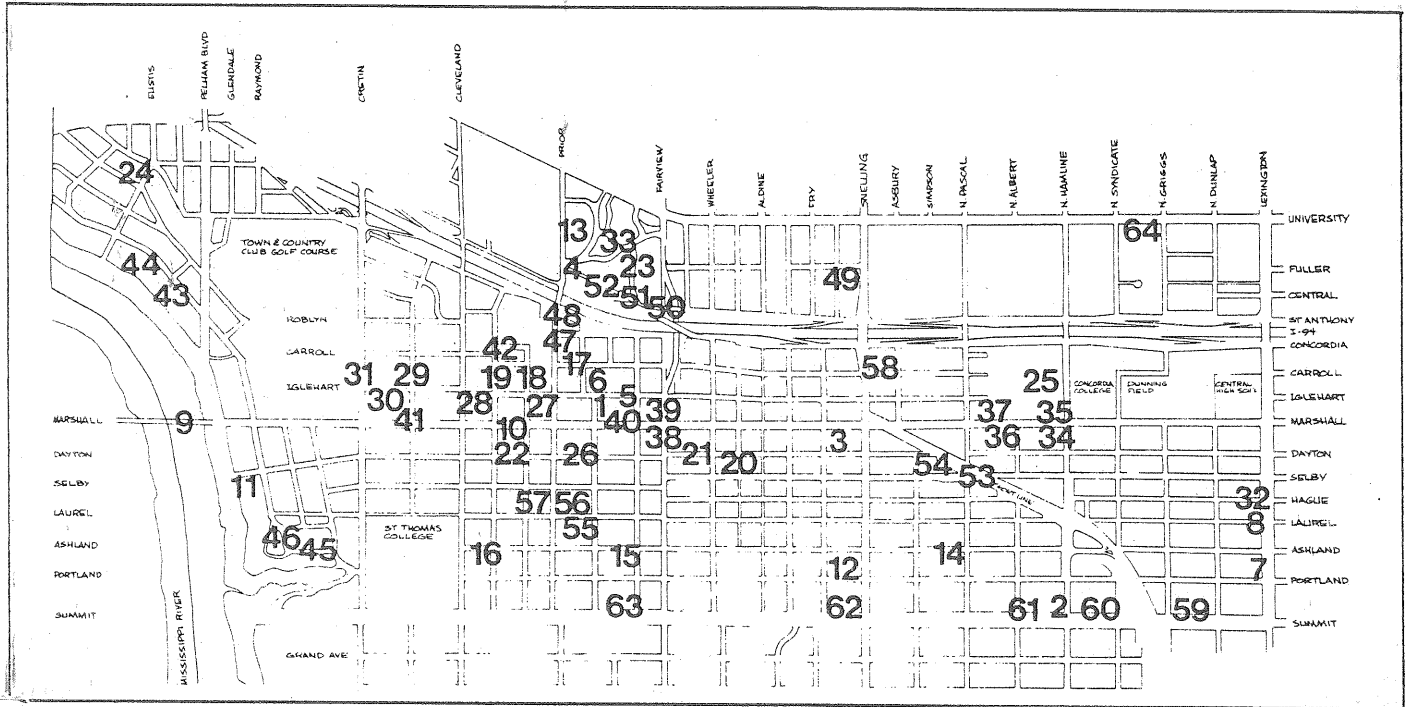 EUSTIS
PELHAM BLVD
GLENDALE
RAYMOND
CRETIN
CLEVELAND
PRIOR
FAIRVIEW
WHEELER
ALDINE
FRY
SNELLING
ASBURY
SIMPSON
N. PASCAL
N. ALBERT
N. HAMLINE
N. SYNDICATE
N. GRIGGS
N. DUNLAP
LEXINGTON
24
13
33
64
UNIVERSITY
TOWN & COUNTRY
CLUB GOLF COURSE
44
43
4
23
52
51
50
49
FULLER
CENTRAL
ROBLYN
48
ST ANTHONY
I-94
CONCORDIA
CARROLL
42
47
17
58
CARROLL
IGLEHART
31
29
19
18
6
25
CONCORDIA
COLLEGE
DUNNING
FIELD
CENTRAL
HIGH SCH.
IGLEHART
30
28
27
1
5
39
37
35
MARSHALL
9
41
10
40
38
3
36
34
MARSHALL
DAYTON
22
26
21
20
54
53
DAYTON
SELBY
11
SELBY
57
56
32
HAGUE
LAUREL
ST THOMAS
COLLEGE
55
8
LAUREL
ASHLAND
46
45
16
15
14
ASHLAND
PORTLAND
12
7
PORTLAND
SUMMIT
63
62
61
2
60
59
SUMMIT
MISSISSIPPI RIVER
GRAND AVE